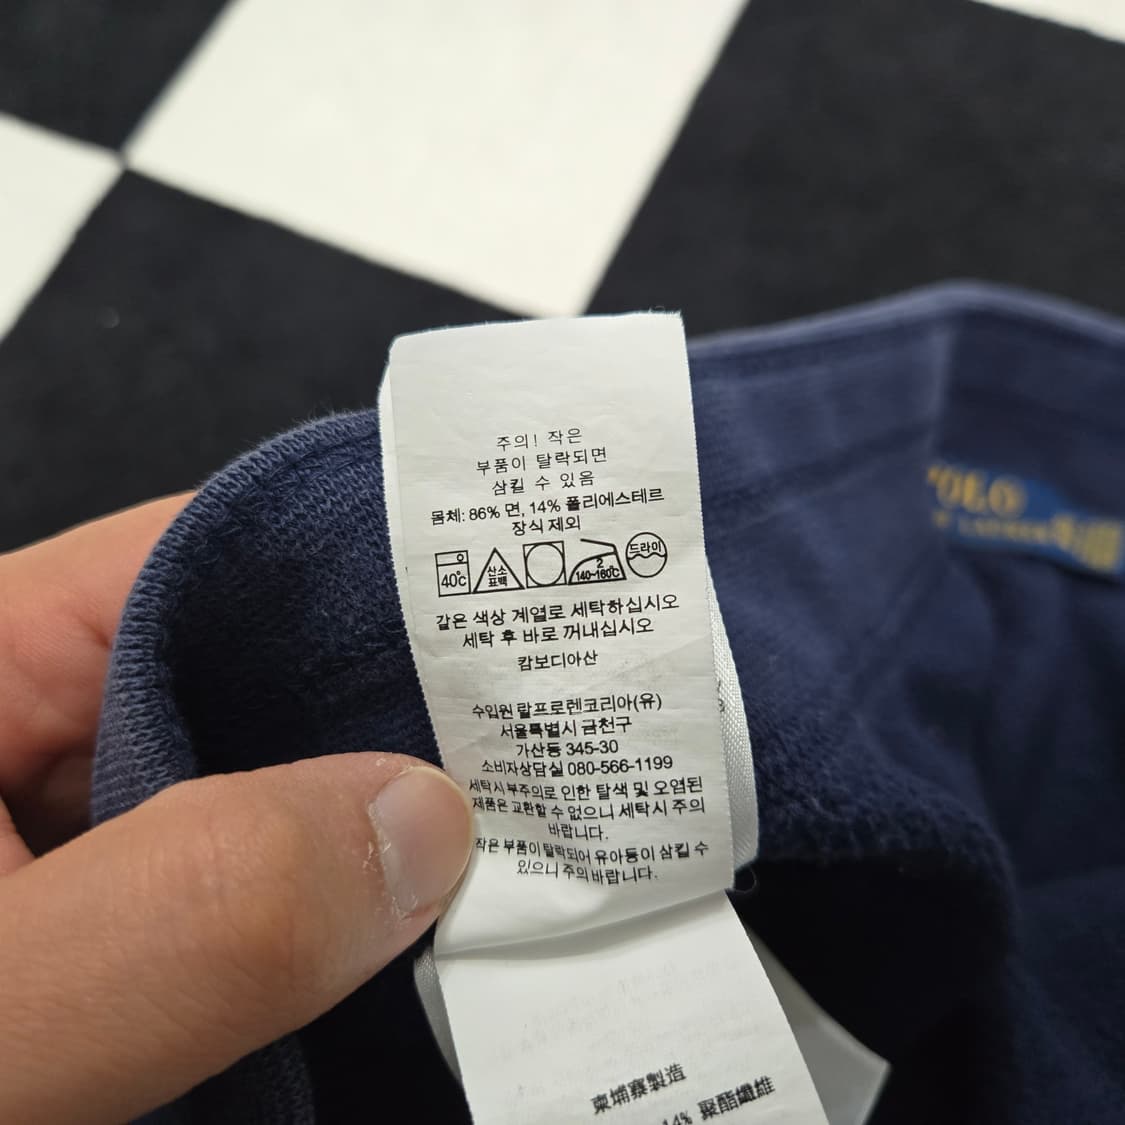 주의! 작은
부품이 탈락되면
삼킬 수 있음
몸체: 86% 면, 14% 폴리에스테르
장식 제외
40℃ 산소 표백 2 140~160℃ 드라이
같은 색상 계열로 세탁하십시오
세탁 후 바로 꺼내십시오
캄보디아산
수입원 랄프로렌코리아(유)
서울특별시 금천구
가산동 345-30
소비자상담실 080-566-1199
세탁시 부주의로 인한 탈색 및 오염된
제품은 교환할 수 없으니 세탁시 주의
바랍니다.
작은 부품이 탈락되어 유아등이 삼킬 수
있으니 주의 바랍니다.
POLO
柬埔寨製造
14% 聚酯纖維